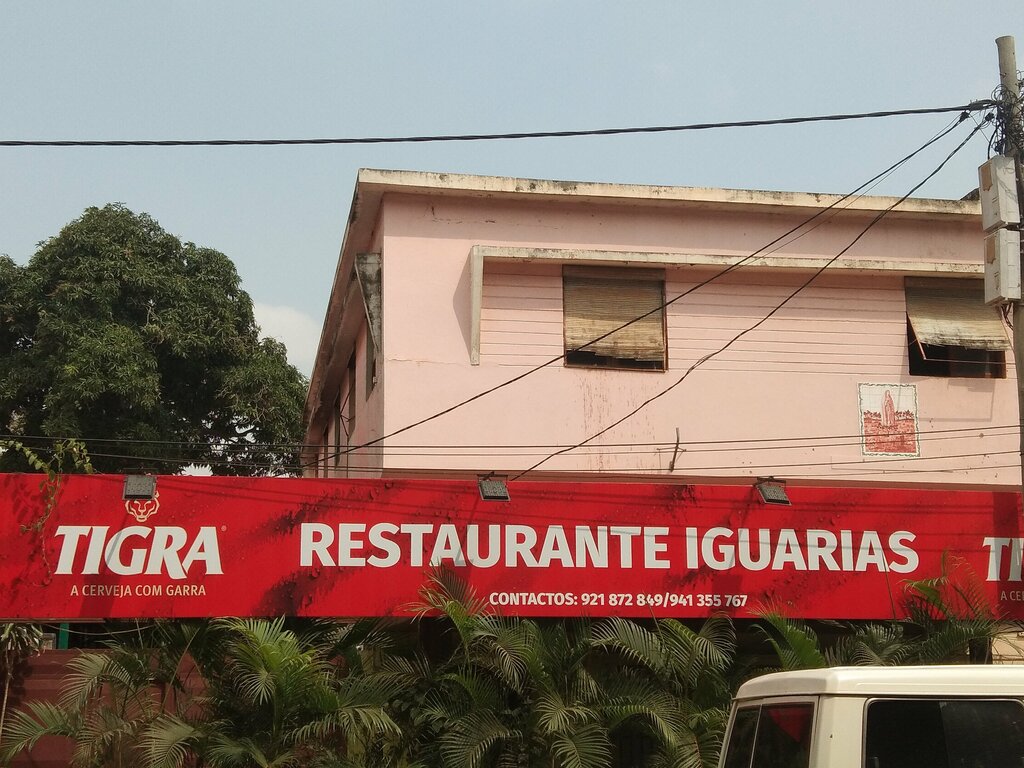 TIGRA®
A CERVEJA COM GARRA
RESTAURANTE IGUARIAS
CONTACTOS: 921 872 849/941 355 767